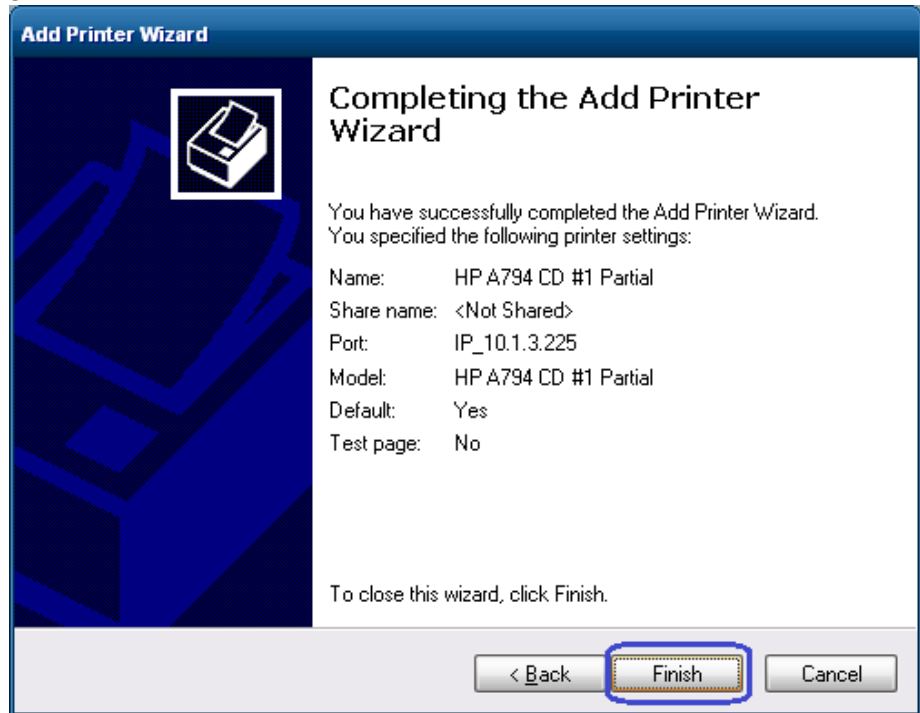 Add Printer Wizard
Completing the Add Printer
Wizard
You have successfully completed the Add Printer Wizard.
You specified the following printer settings:
Name: HP A794 CD #1 Partial
Share name: <Not Shared>
Port: IP_10.1.3.225
Model: HP A794 CD #1 Partial
Default: Yes
Test page: No
To close this wizard, click Finish.
< Back Finish Cancel